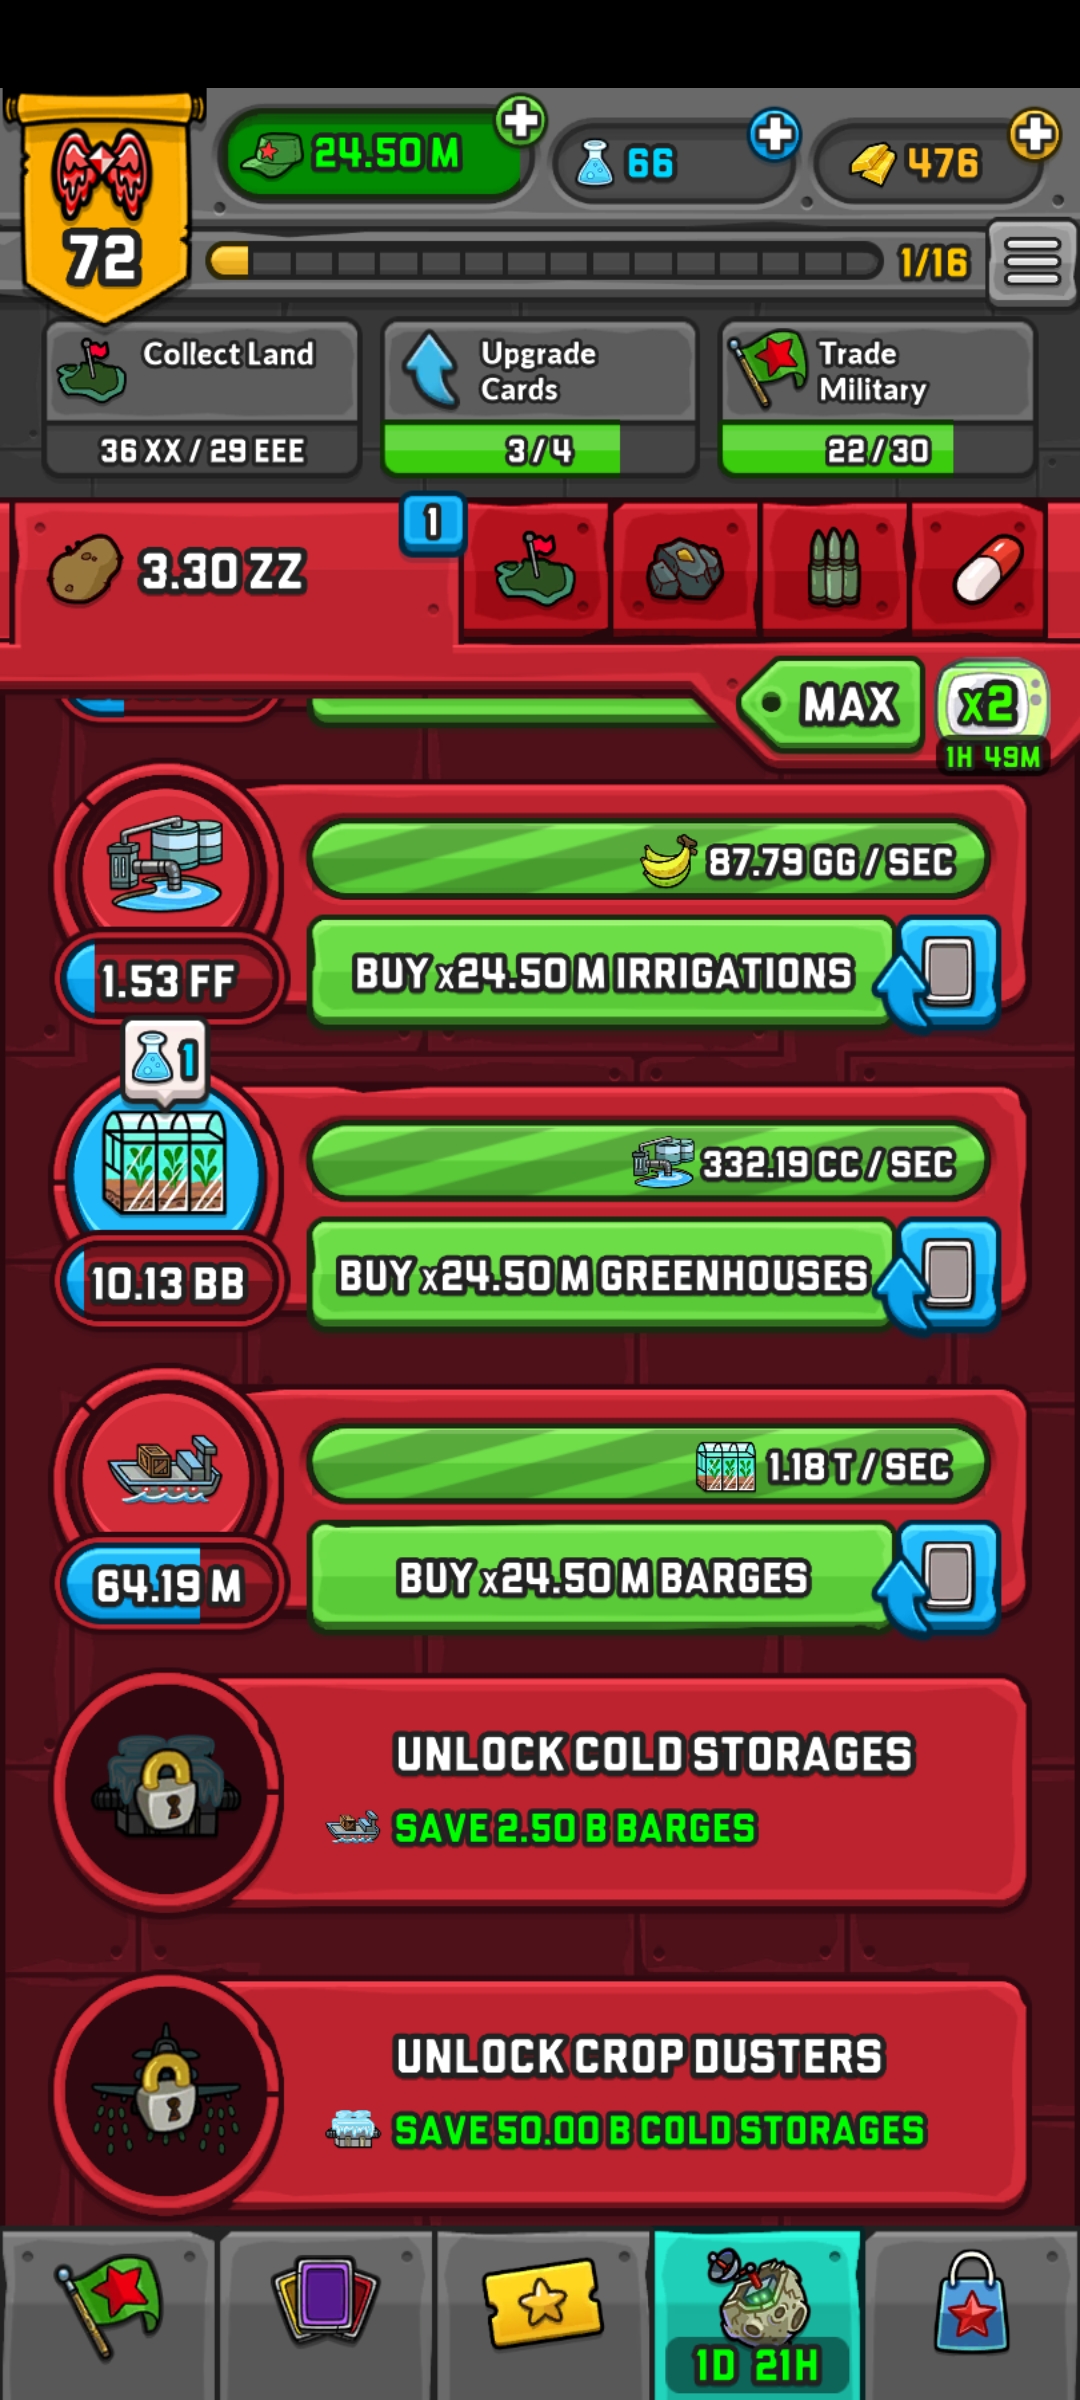 24.50 M
66
476
72
1/16
Collect Land
36 XX / 29 EEE
Upgrade
Cards
3/4
Trade
Military
22/30
3.30 ZZ
1
MAX
x2
1H 49M
87.79 GG / SEC
1.53 FF
BUY x24.50 M IRRIGATIONS
1
332.19 CC / SEC
10.13 BB
BUY x24.50 M GREENHOUSES
1.18 T / SEC
64.19 M
BUY x24.50 M BARGES
UNLOCK COLD STORAGES
SAVE 2.50 B BARGES
UNLOCK CROP DUSTERS
SAVE 50.00 B COLD STORAGES
1D 21H